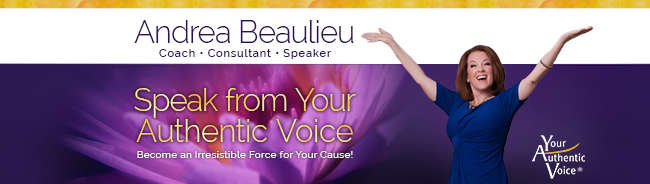 Andrea Beaulieu
Coach • Consultant • Speaker
Speak from Your
Authentic Voice
Become an Irresistible Force for Your Cause!
Your
Authentic
Voice®